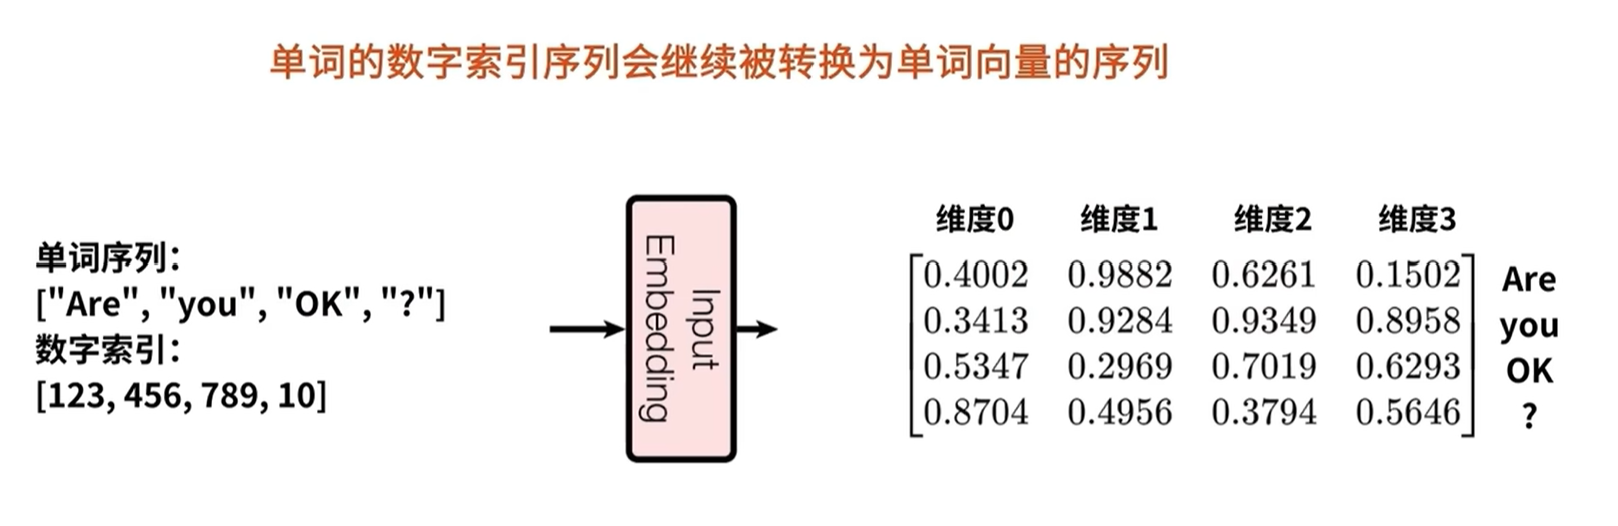 单词的数字索引序列会继续被转换为单词向量的序列
单词序列：
["Are", "you", "OK", "?"]
数字索引：
[123, 456, 789, 10]
Input
Embedding
维度0 维度1 维度2 维度3
0.4002 0.9882 0.6261 0.1502 Are
0.3413 0.9284 0.9349 0.8958 you
0.5347 0.2969 0.7019 0.6293 OK
0.8704 0.4956 0.3794 0.5646 ?